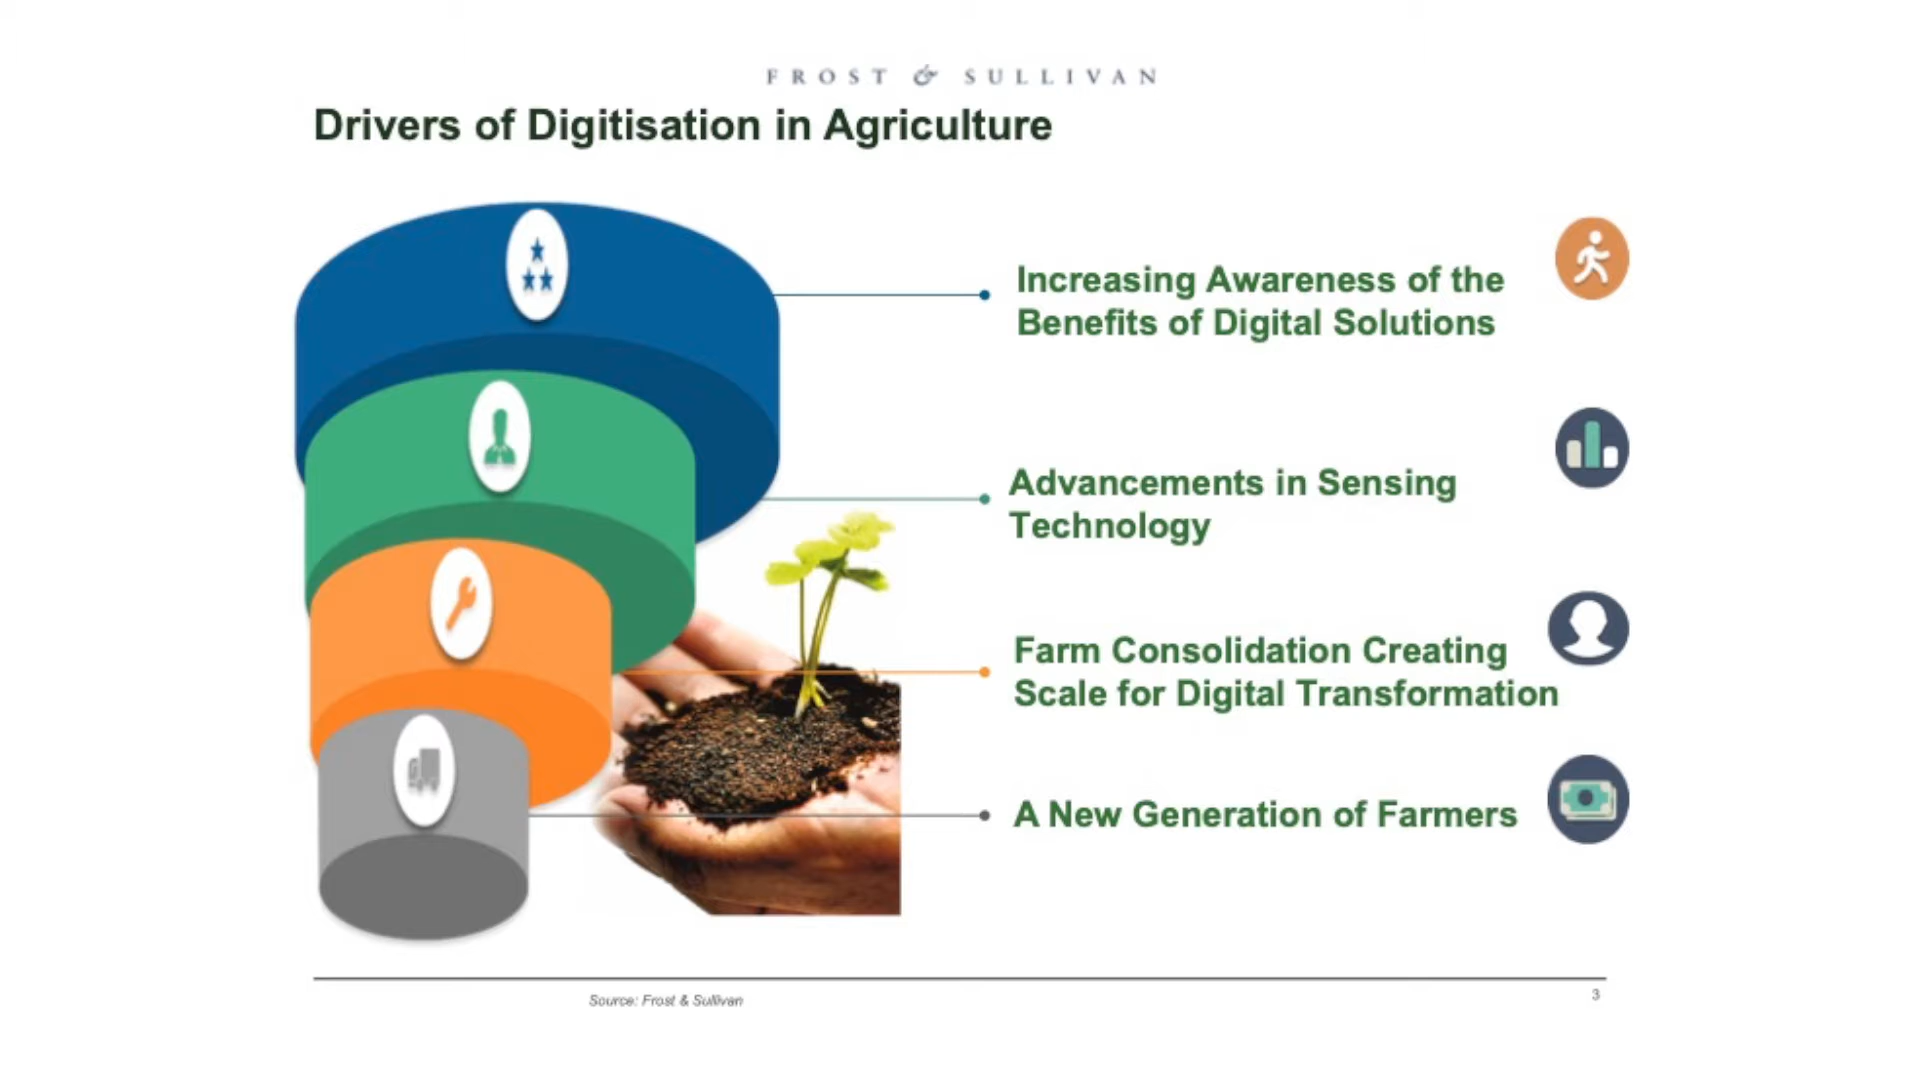 FROST & SULLIVAN
Drivers of Digitisation in Agriculture
Increasing Awareness of the
Benefits of Digital Solutions
Advancements in Sensing
Technology
Farm Consolidation Creating
Scale for Digital Transformation
A New Generation of Farmers
Source: Frost & Sullivan
3